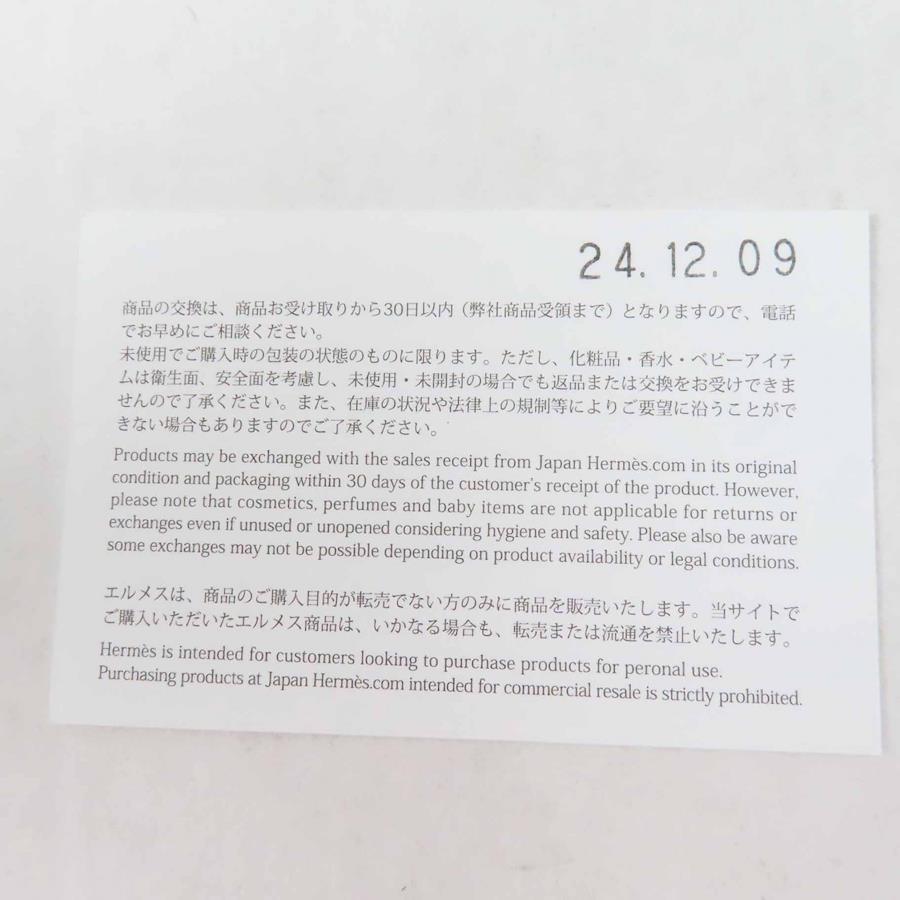 24.12.09
商品の交換は、商品お受け取りから30日以内（弊社商品受領まで）となりますので、電話
でお早めにご相談ください。
未使用でご購入時の包装の状態のものに限ります。ただし、化粧品・香水・ベビーアイテ
ムは衛生面、安全面を考慮し、未使用・未開封の場合でも返品または交換をお受けできま
せんので了承ください。また、在庫の状況や法律上の規制等によりご要望に沿うことがで
きない場合もありますのでご了承ください。
Products may be exchanged with the sales receipt from Japan Hermès.com in its original
condition and packaging within 30 days of the customer's receipt of the product. However,
please note that cosmetics, perfumes and baby items are not applicable for returns or
exchanges even if unused or unopened considering hygiene and safety. Please also be aware
some exchanges may not be possible depending on product availability or legal conditions.
エルメスは、商品のご購入目的が転売でない方のみに商品を販売いたします。当サイトで
ご購入いただいたエルメス商品は、いかなる場合も、転売または流通を禁止いたします。
Hermès is intended for customers looking to purchase products for peronal use.
Purchasing products at Japan Hermès.com intended for commercial resale is strictly prohibited.